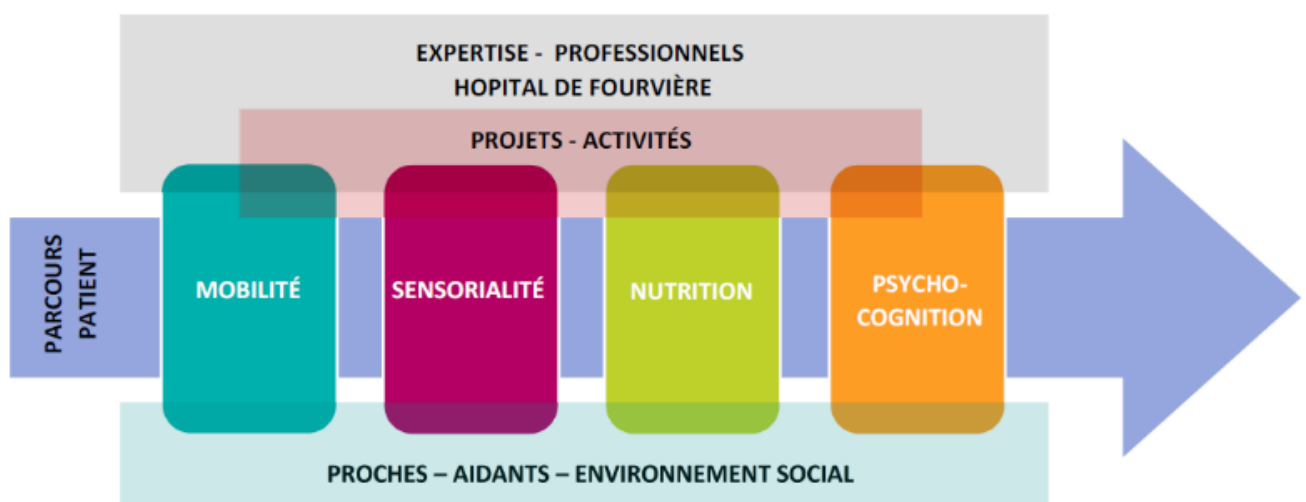 EXPERTISE - PROFESSIONNELS
HOPITAL DE FOURVIÈRE
PROJETS - ACTIVITÉS
PARCOURS
PATIENT
MOBILITÉ
SENSORIALITÉ
NUTRITION
PSYCHO-
COGNITION
PROCHES – AIDANTS – ENVIRONNEMENT SOCIAL